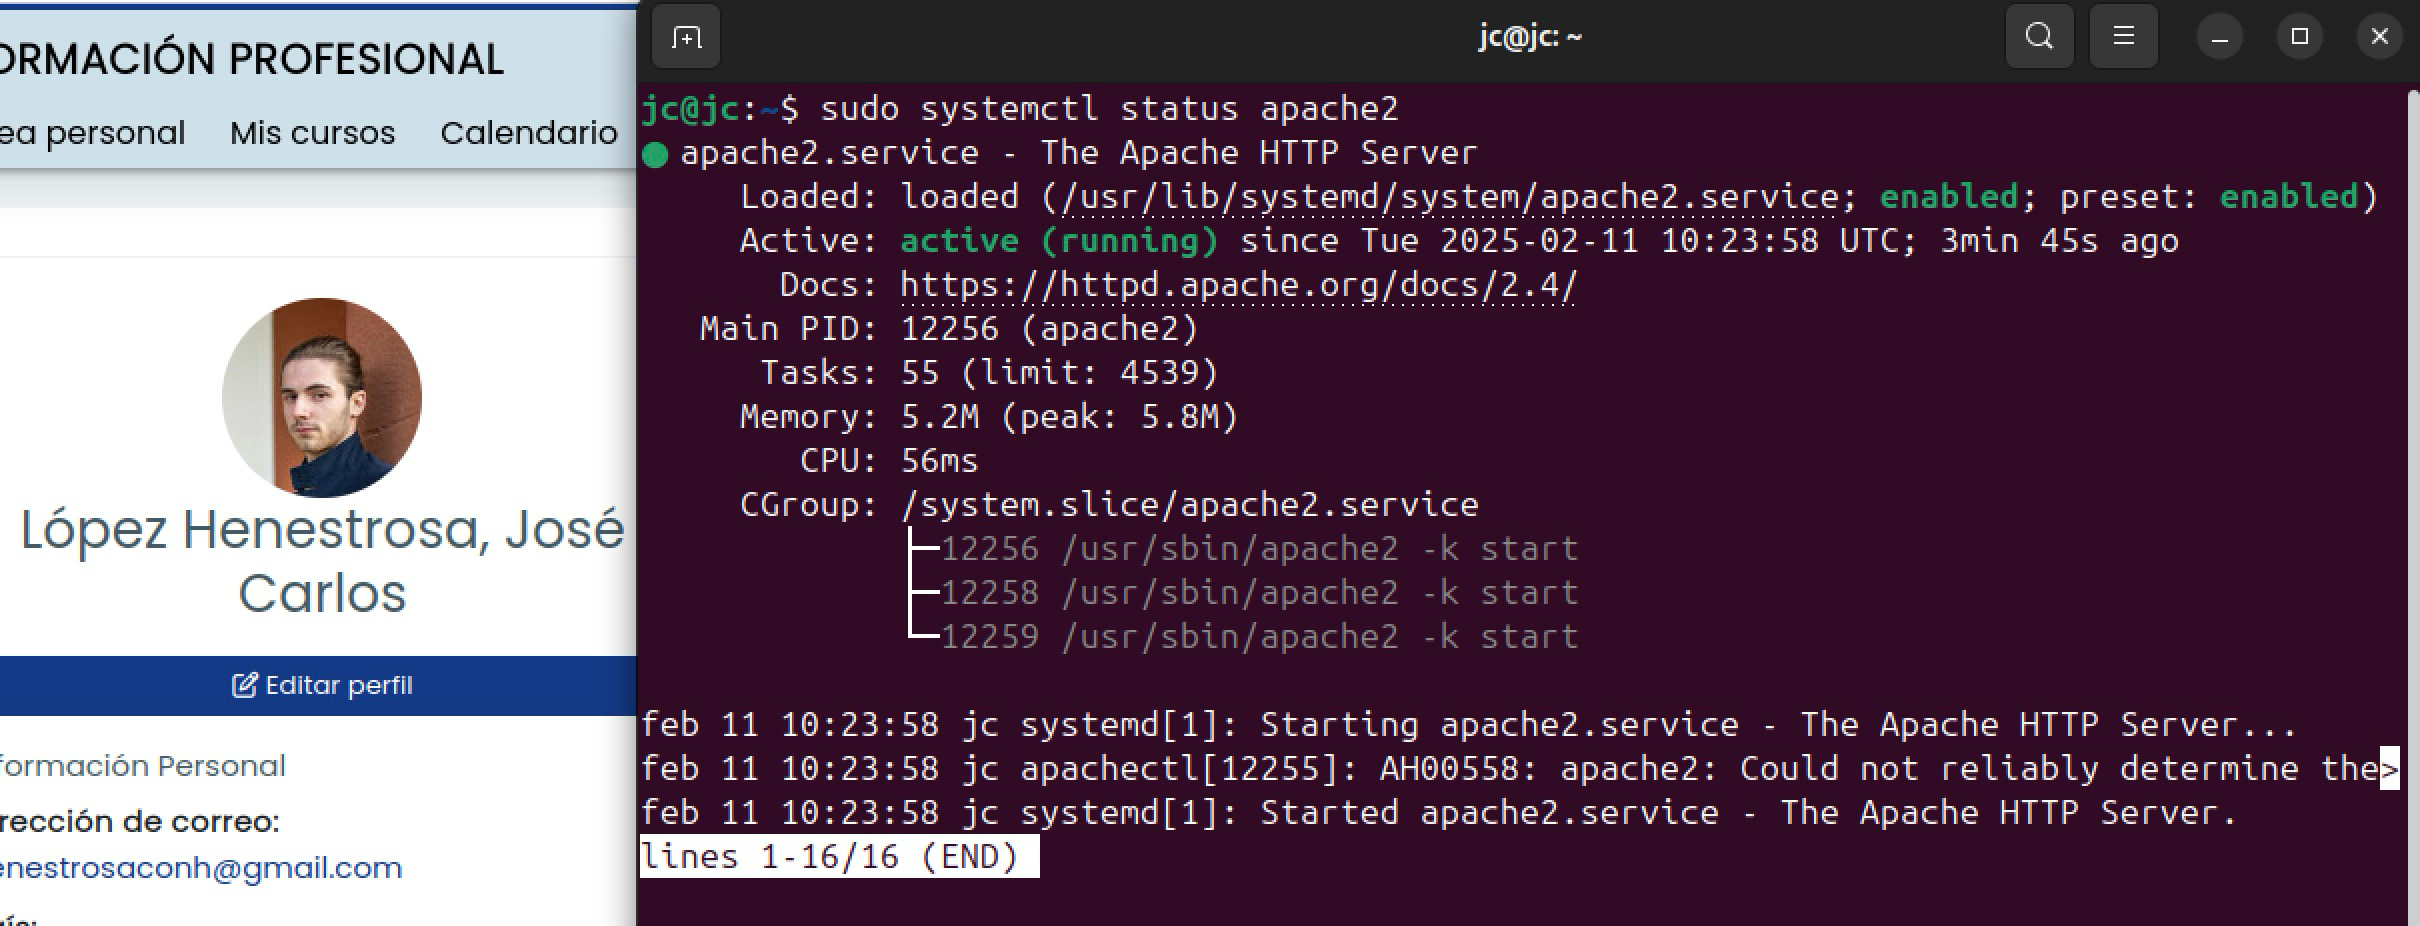 ORMACIÓN PROFESIONAL
ea personal Mis cursos Calendario
López Henestrosa, José
Carlos
Editar perfil
formación Personal
rección de correo:
enestrosaconh@gmail.com
jc@jc: ~
jc@jc:~$ sudo systemctl status apache2
● apache2.service - The Apache HTTP Server
Loaded: loaded (/usr/lib/systemd/system/apache2.service; enabled; preset: enabled)
Active: active (running) since Tue 2025-02-11 10:23:58 UTC; 3min 45s ago
Docs: https://httpd.apache.org/docs/2.4/
Main PID: 12256 (apache2)
Tasks: 55 (limit: 4539)
Memory: 5.2M (peak: 5.8M)
CPU: 56ms
CGroup: /system.slice/apache2.service
├─12256 /usr/sbin/apache2 -k start
├─12258 /usr/sbin/apache2 -k start
└─12259 /usr/sbin/apache2 -k start
feb 11 10:23:58 jc systemd[1]: Starting apache2.service - The Apache HTTP Server...
feb 11 10:23:58 jc apachectl[12255]: AH00558: apache2: Could not reliably determine the>
feb 11 10:23:58 jc systemd[1]: Started apache2.service - The Apache HTTP Server.
lines 1-16/16 (END)